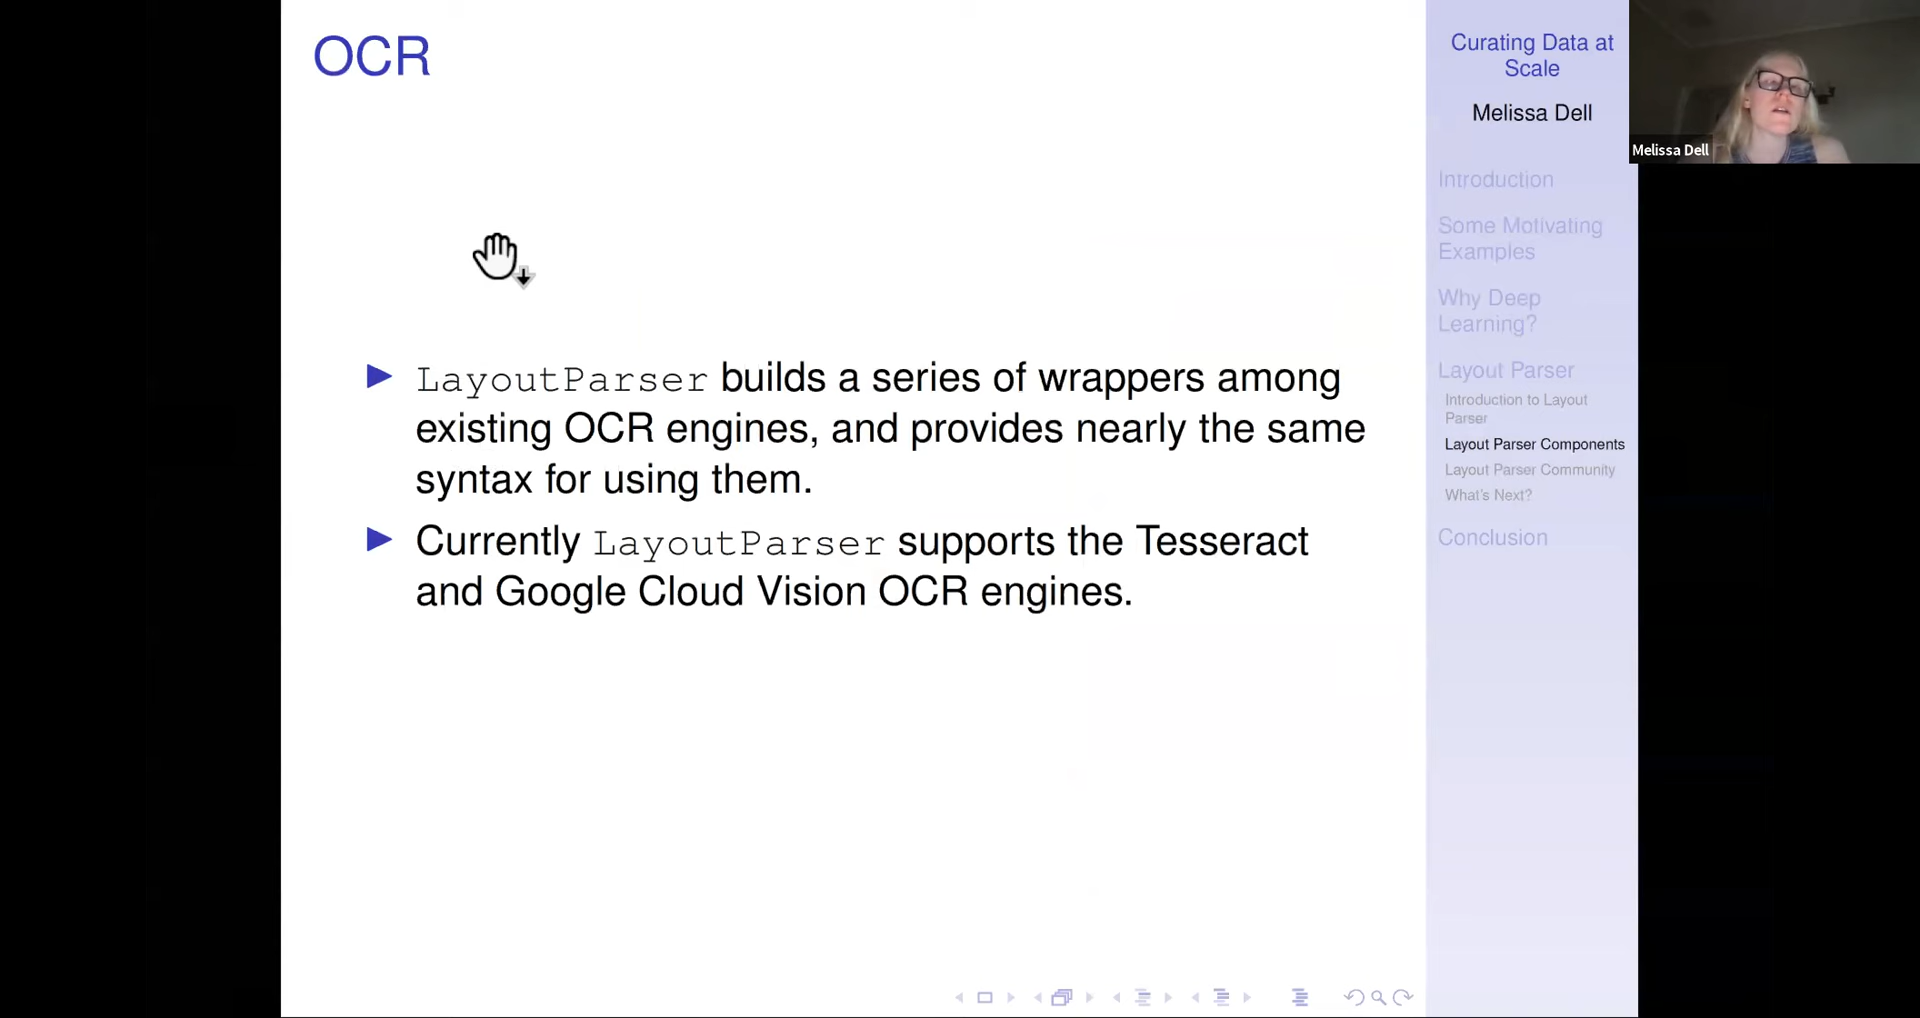 OCR
LayoutParser builds a series of wrappers among
existing OCR engines, and provides nearly the same
syntax for using them.
Currently LayoutParser supports the Tesseract
and Google Cloud Vision OCR engines.
Curating Data at
Scale
Melissa Dell
Introduction
Some Motivating
Examples
Why Deep
Learning?
Layout Parser
Introduction to Layout
Parser
Layout Parser Components
Layout Parser Community
What's Next?
Conclusion
Melissa Dell